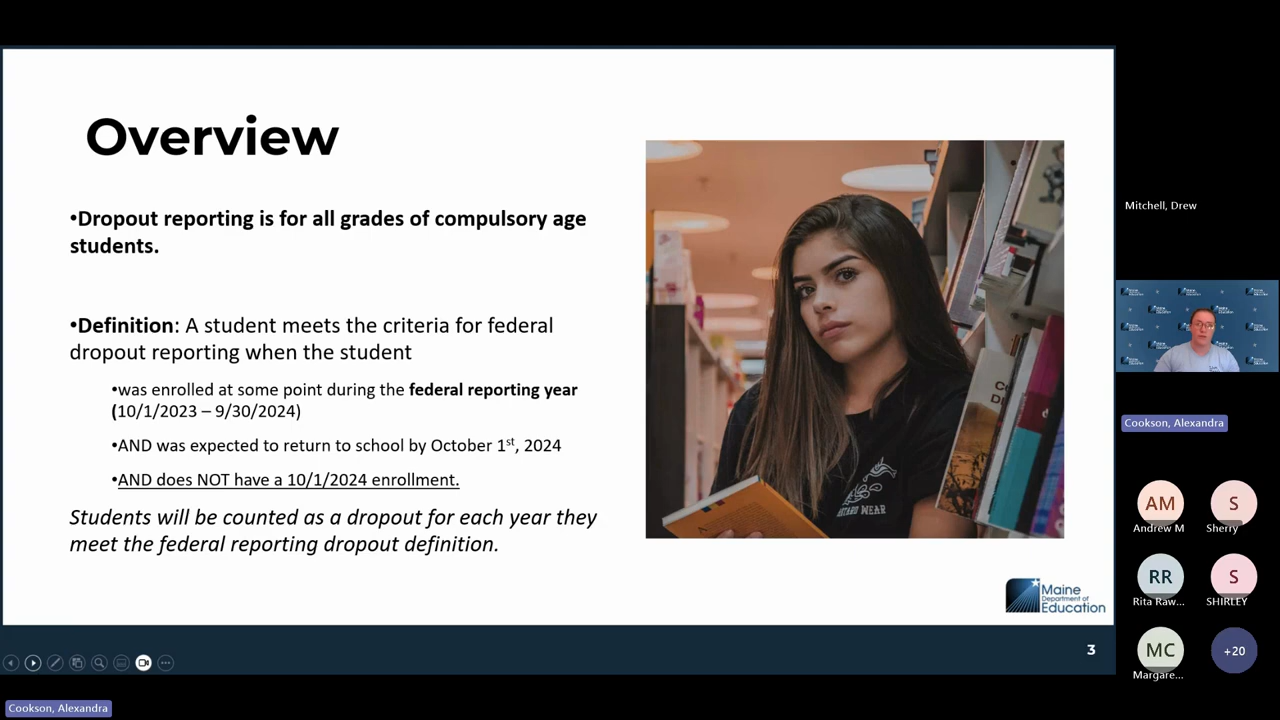 Overview
•Dropout reporting is for all grades of compulsory age
students.
•Definition: A student meets the criteria for federal
dropout reporting when the student
•was enrolled at some point during the federal reporting year
(10/1/2023 – 9/30/2024)
•AND was expected to return to school by October 1st, 2024
•AND does NOT have a 10/1/2024 enrollment.
Students will be counted as a dropout for each year they
meet the federal reporting dropout definition.
WEAR
Maine
Department of
Education
3
Mitchell, Drew
Cookson, Alexandra
AM
Andrew M
S
Sherry
RR
Rita Raw...
S
SHIRLEY
MC
Margare...
+20
Cookson, Alexandra